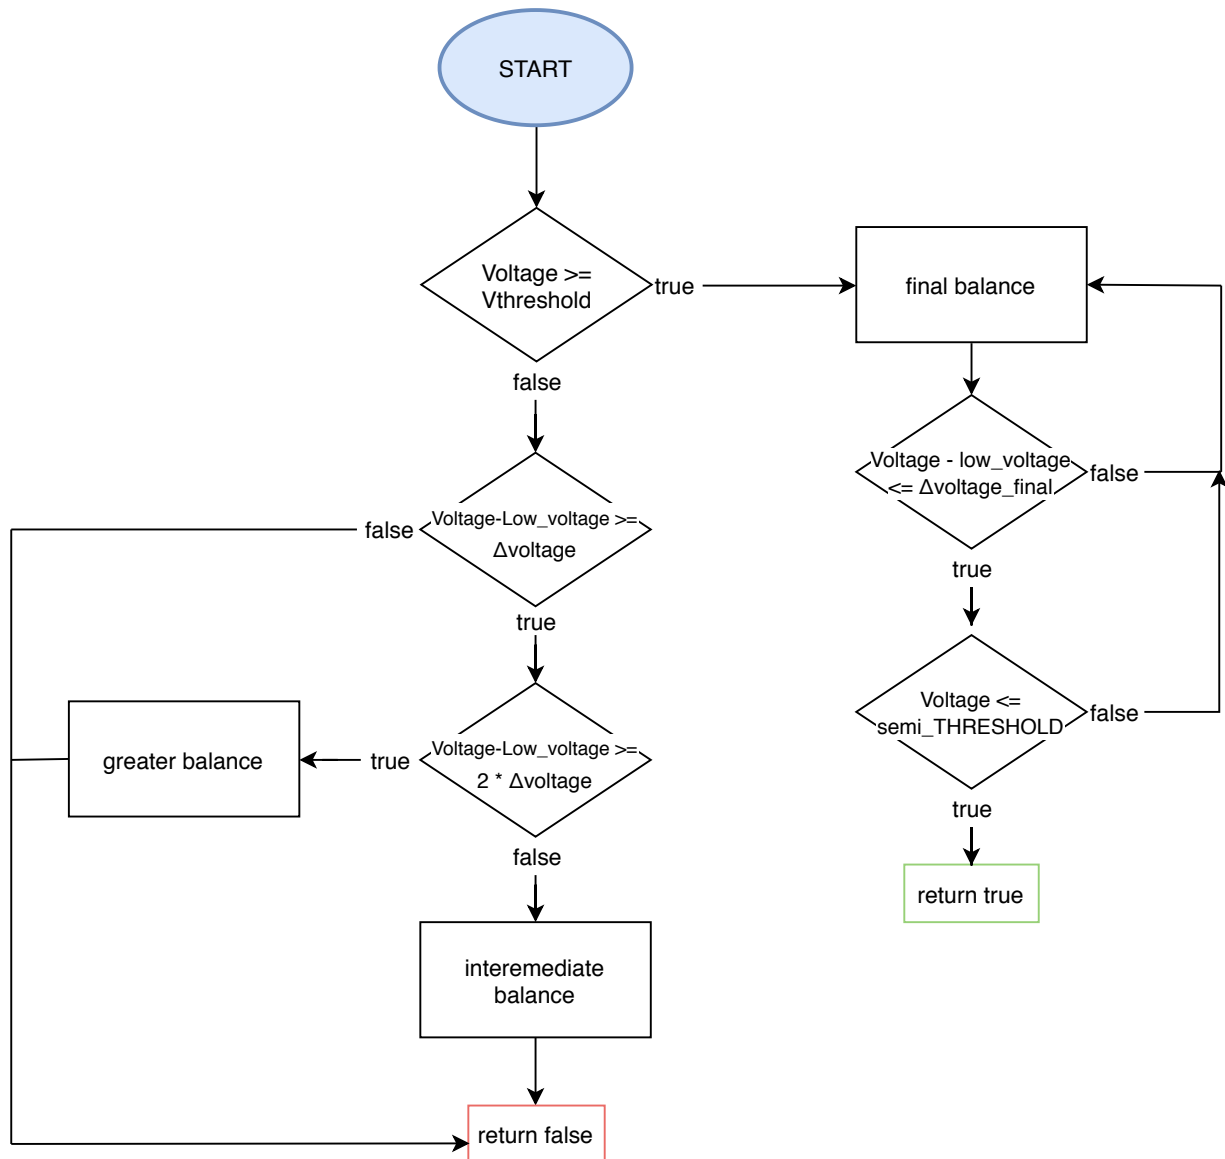 START
Voltage >=
Vthreshold
true
final balance
false
Voltage - low_voltage
<= Δvoltage_final
false
false
Voltage-Low_voltage >=
Δvoltage
true
true
Voltage <=
semi_THRESHOLD
false
greater balance
true
Voltage-Low_voltage >=
2 * Δvoltage
true
false
return true
interemediate
balance
return false